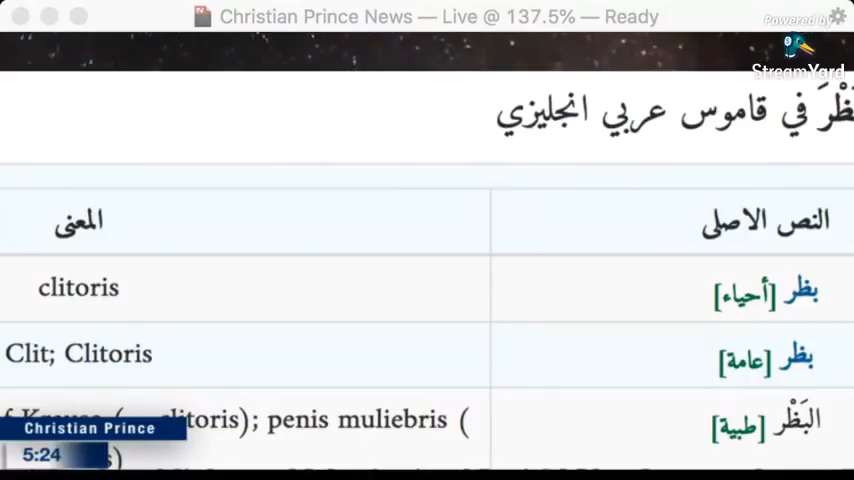 Christian Prince News — Live @ 137.5% — Ready
Powered by
StreamYard
في قاموس عربي انجليزي
النص الاصلى
المعنى
بظر [أحياء]
clitoris
بظر [عامة]
Clit; Clitoris
البَظْر [طبية]
clitoris); penis muliebris (
Christian Prince
5:24